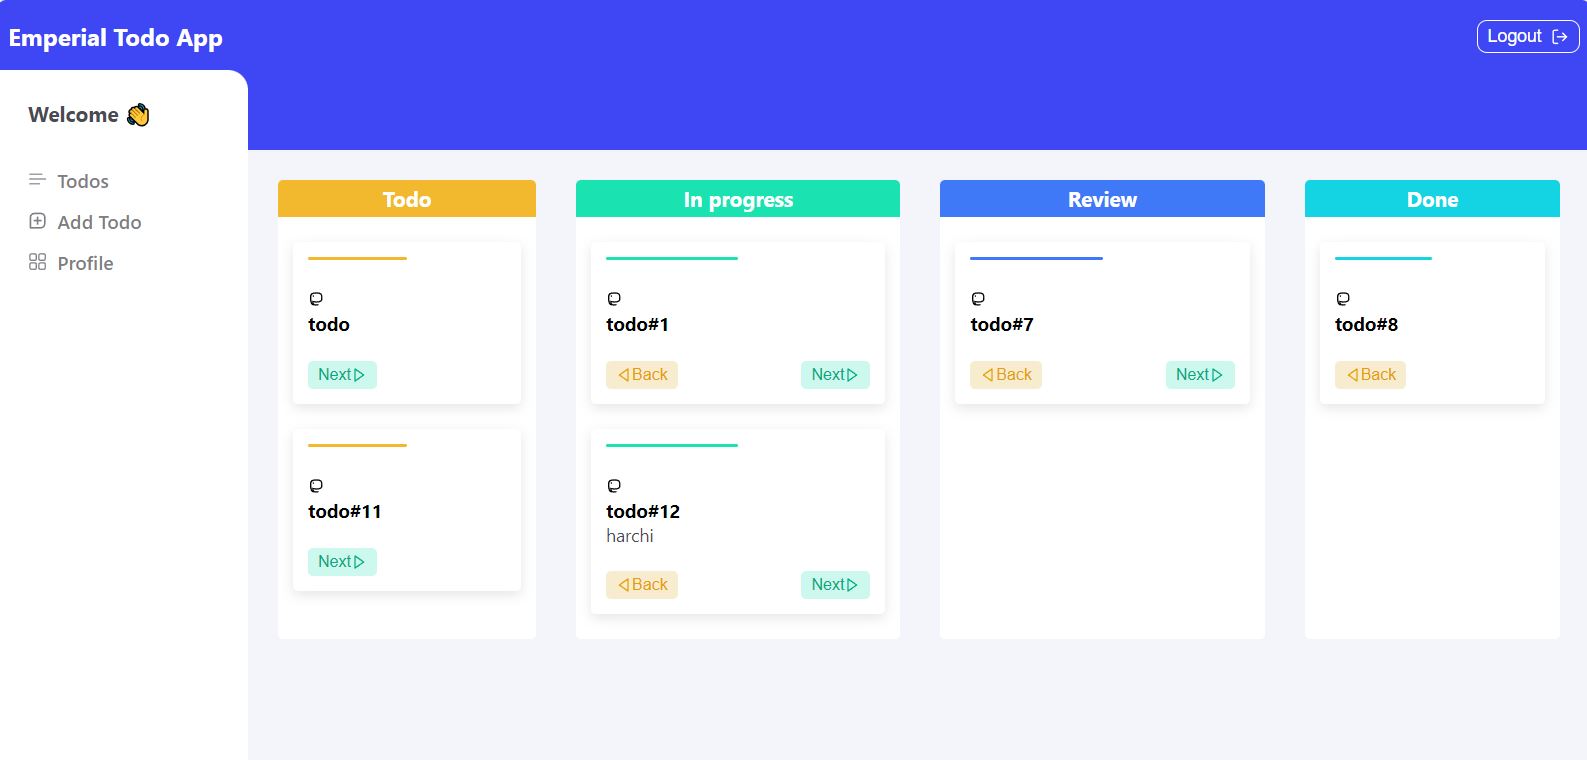 Emperial Todo App
Logout
Welcome 👏
Todos
Add Todo
Profile
Todo
todo
Next
todo#11
Next
In progress
todo#1
Back
Next
todo#12
harchi
Back
Next
Review
todo#7
Back
Next
Done
todo#8
Back